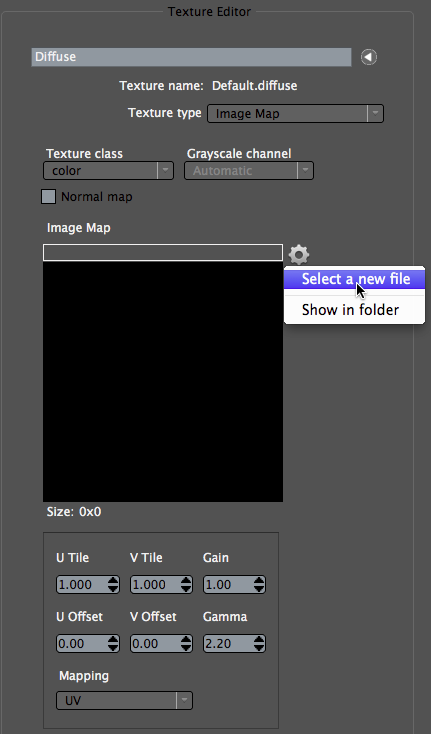 Texture Editor
Diffuse
Texture name: Default.diffuse
Texture type Image Map
Texture class Grayscale channel
color Automatic
Normal map
Image Map
Select a new file
Show in folder
Size: 0x0
U Tile V Tile Gain
1.000 1.000 1.00
U Offset V Offset Gamma
0.00 0.00 2.20
Mapping
UV